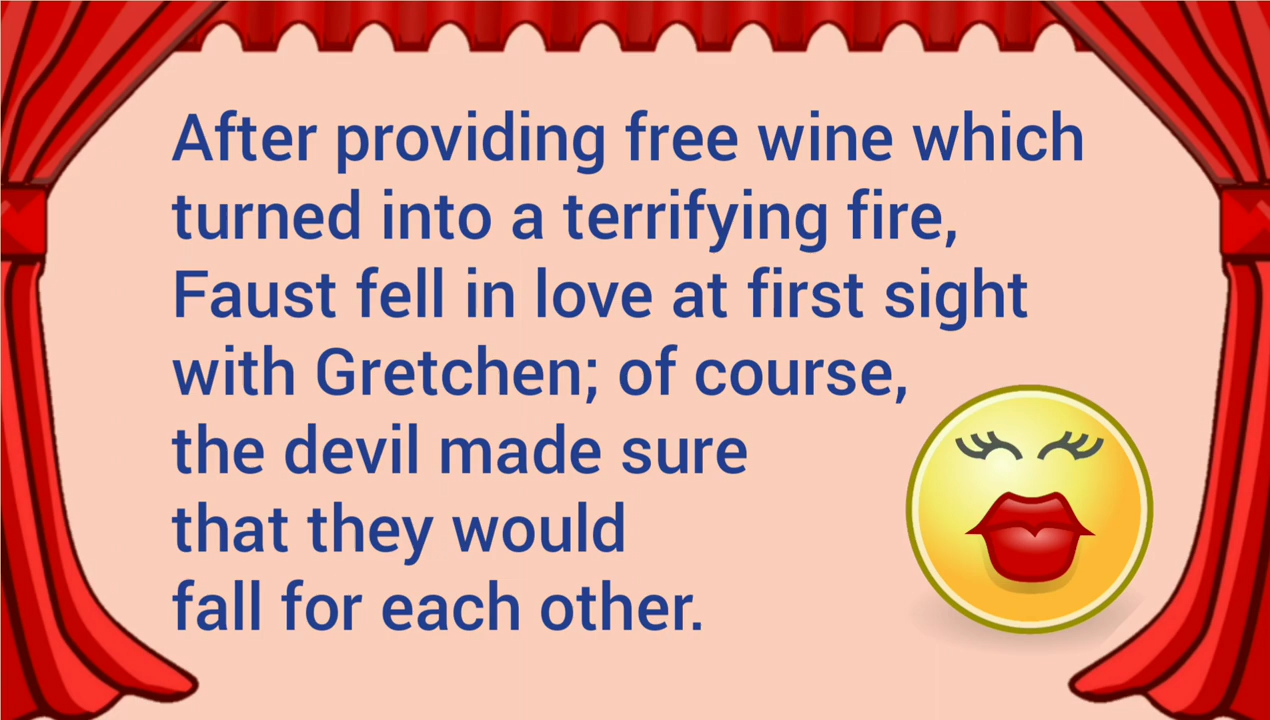 After providing free wine which
turned into a terrifying fire,
Faust fell in love at first sight
with Gretchen; of course,
the devil made sure
that they would
fall for each other.